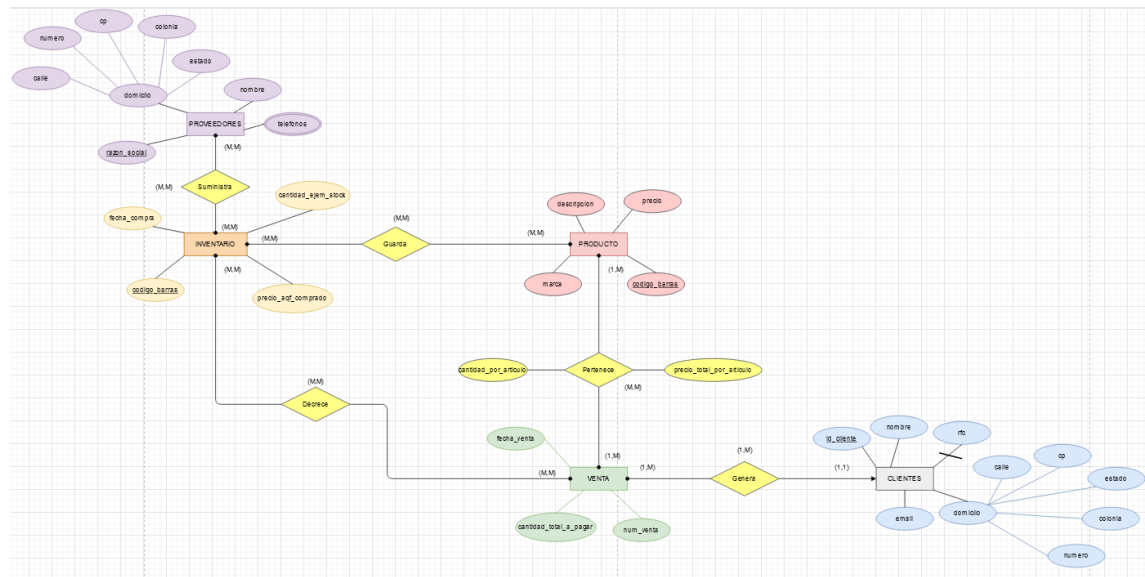 cp
colonia
numero
estado
calle
domicilio
nombre
PROVEEDORES
telefonos
razon_social
(M,M)
(M,M)
Suministra
cantidad_ejem_stock
precio
descripcion
fecha_compra
(M,M)
(M,M)
INVENTARIO
(M,M)
Guarda
(M,M)
PRODUCTO
(M,M)
(1,M)
marca
codigo_barras
codigo_barras
precio_aqf_comprado
cantidad_por_articulo
Pertenece
precio_total_por_articulo
(M,M)
(M,M)
Decrece
fecha_venta
id_cliente
nombre
rfc
(1,M)
(1,M)
cp
calle
(M,M)
VENTA
(1,M)
Genera
(1,1)
CLIENTES
estado
cantidad_total_a_pagar
num_venta
email
domicilio
colonia
numero